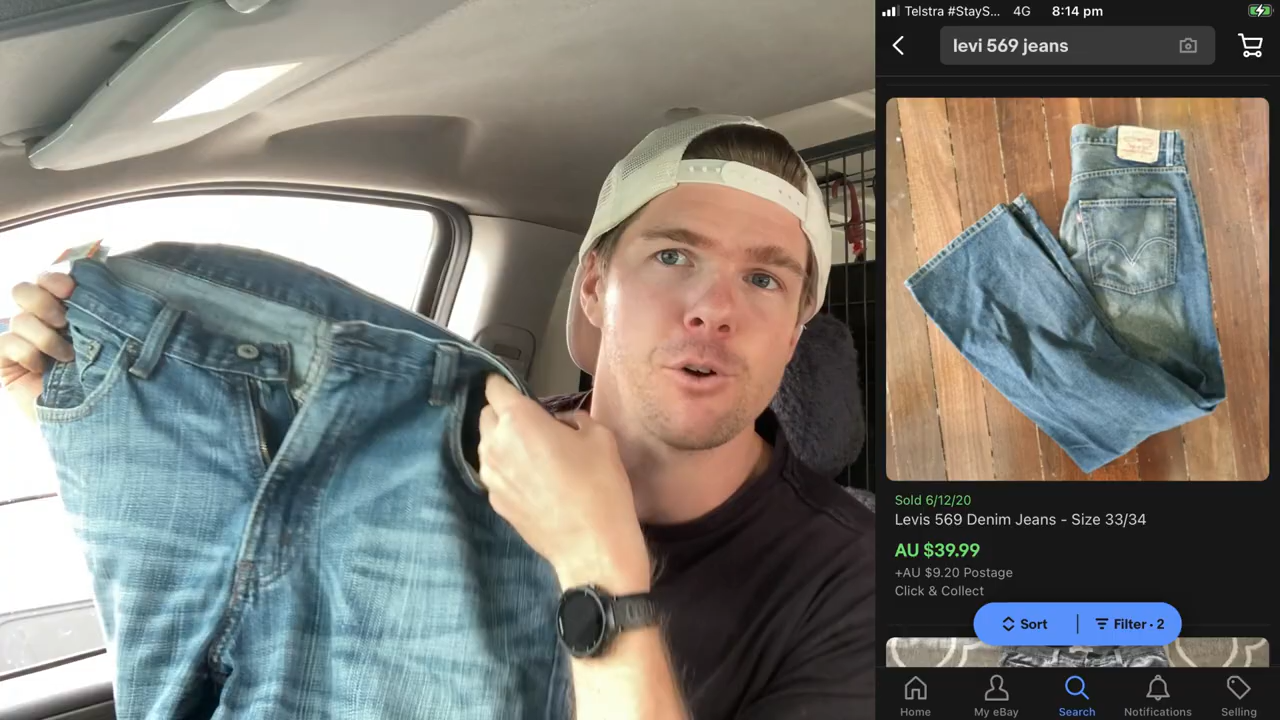 Telstra #StayS... 4G 8:14 pm
levi 569 jeans
Sold 6/12/20
Levis 569 Denim Jeans - Size 33/34
AU $39.99
+AU $9.20 Postage
Click & Collect
Sort
Filter · 2
Home
My eBay
Search
Notifications
Selling